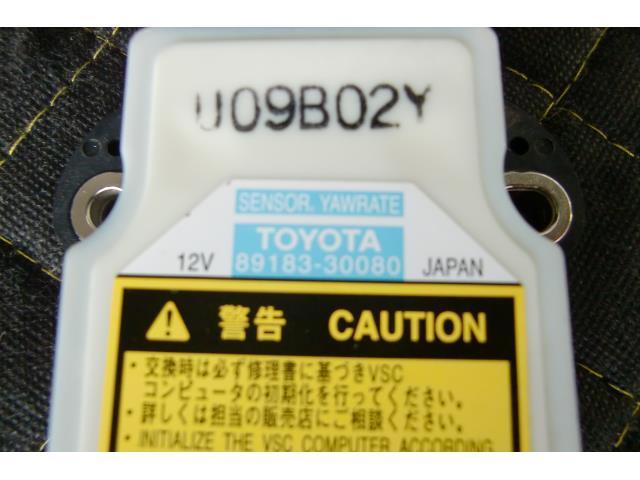 U09B02Y
SENSOR, YAWRATE
TOYOTA
12V 89183-30080 JAPAN
警告 CAUTION
・交換時は必ず修理書に基づきVSC
コンピュータの初期化を行ってください。
・詳しくは担当の販売店にご相談ください。
・INITIALIZE THE VSC COMPUTER ACCORDING